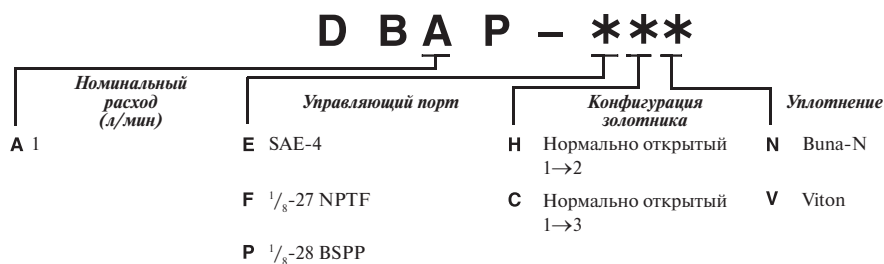 D B A P – ***
Номинальный
расход
(л/мин)
Управляющий порт
Конфигурация
золотника
Уплотнение
A 1
E SAE-4
H Нормально открытый
1→2
N Buna-N
F 1/8-27 NPTF
C Нормально открытый
1→3
V Viton
P 1/8-28 BSPP